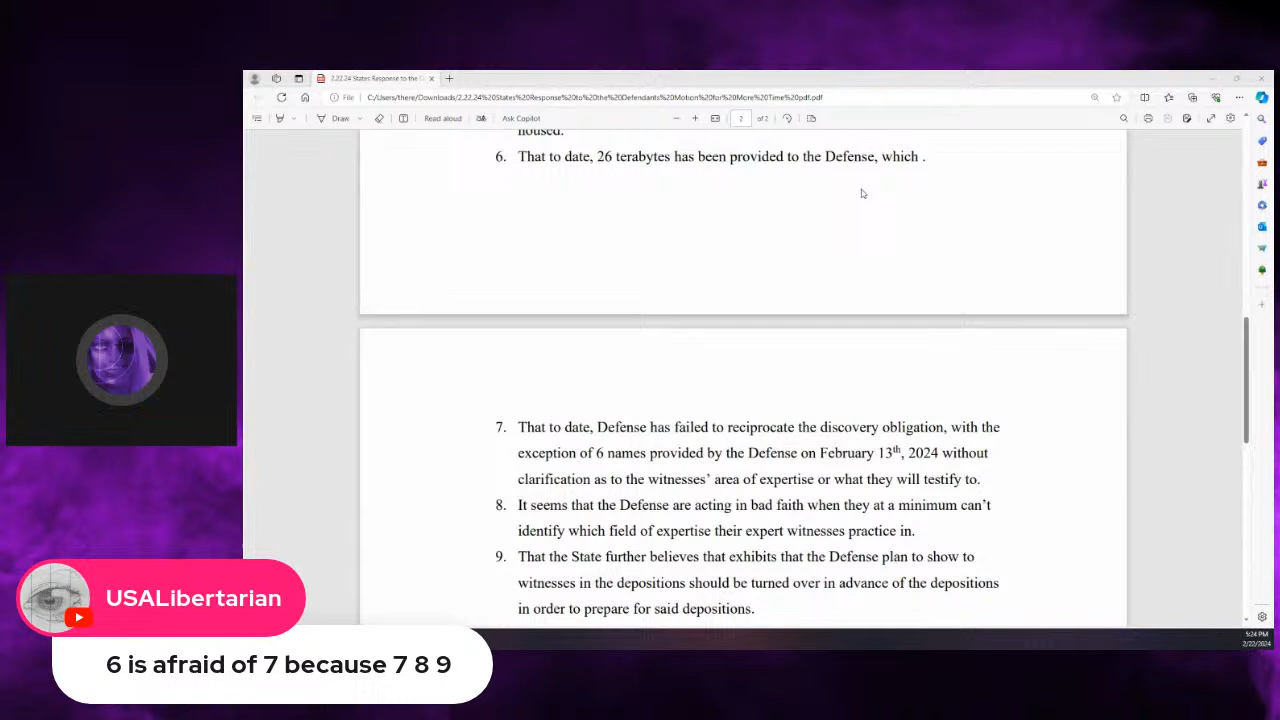 2.22.24 States Response to the D
File
C:/Users/there/Downloads/2.22.24%20States%20Response%20to%20the%20Defendants%20Motion%20for%20More%20Time%20pdf.pdf
Draw
Read aloud
Ask Copilot
2
of 2
housed.
6. That to date, 26 terabytes has been provided to the Defense, which .
7. That to date, Defense has failed to reciprocate the discovery obligation, with the
exception of 6 names provided by the Defense on February 13th, 2024 without
clarification as to the witnesses’ area of expertise or what they will testify to.
8. It seems that the Defense are acting in bad faith when they at a minimum can’t
identify which field of expertise their expert witnesses practice in.
9. That the State further believes that exhibits that the Defense plan to show to
witnesses in the depositions should be turned over in advance of the depositions
in order to prepare for said depositions.
USALibertarian
6 is afraid of 7 because 7 8 9
5:24 PM
2/22/2024